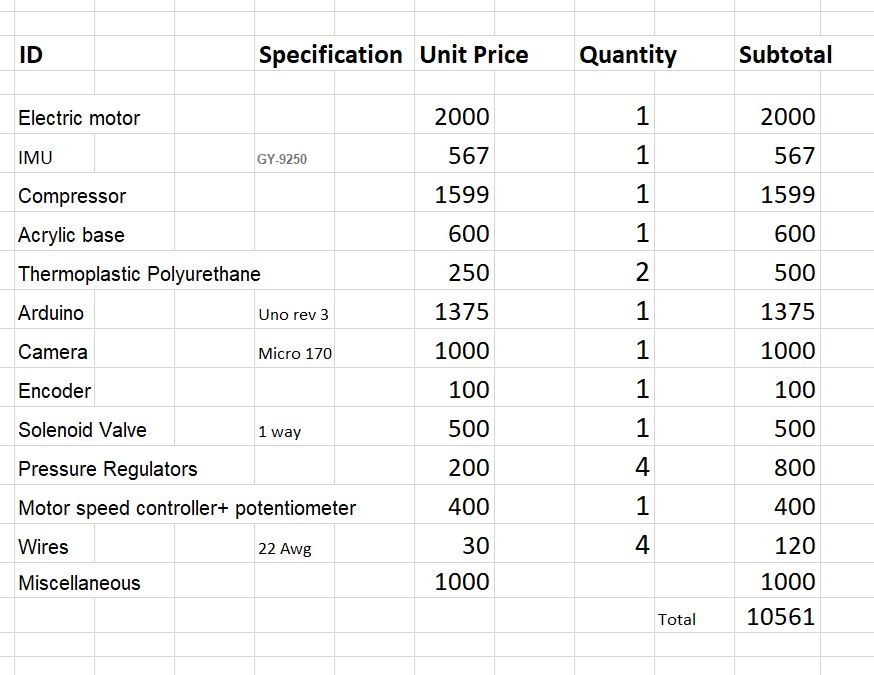 ID Specification Unit Price Quantity Subtotal
Electric motor 2000 1 2000
IMU GY-9250 567 1 567
Compressor 1599 1 1599
Acrylic base 600 1 600
Thermoplastic Polyurethane 250 2 500
Arduino Uno rev 3 1375 1 1375
Camera Micro 170 1000 1 1000
Encoder 100 1 100
Solenoid Valve 1 way 500 1 500
Pressure Regulators 200 4 800
Motor speed controller+ potentiometer 400 1 400
Wires 22 Awg 30 4 120
Miscellaneous 1000 1000
Total 10561